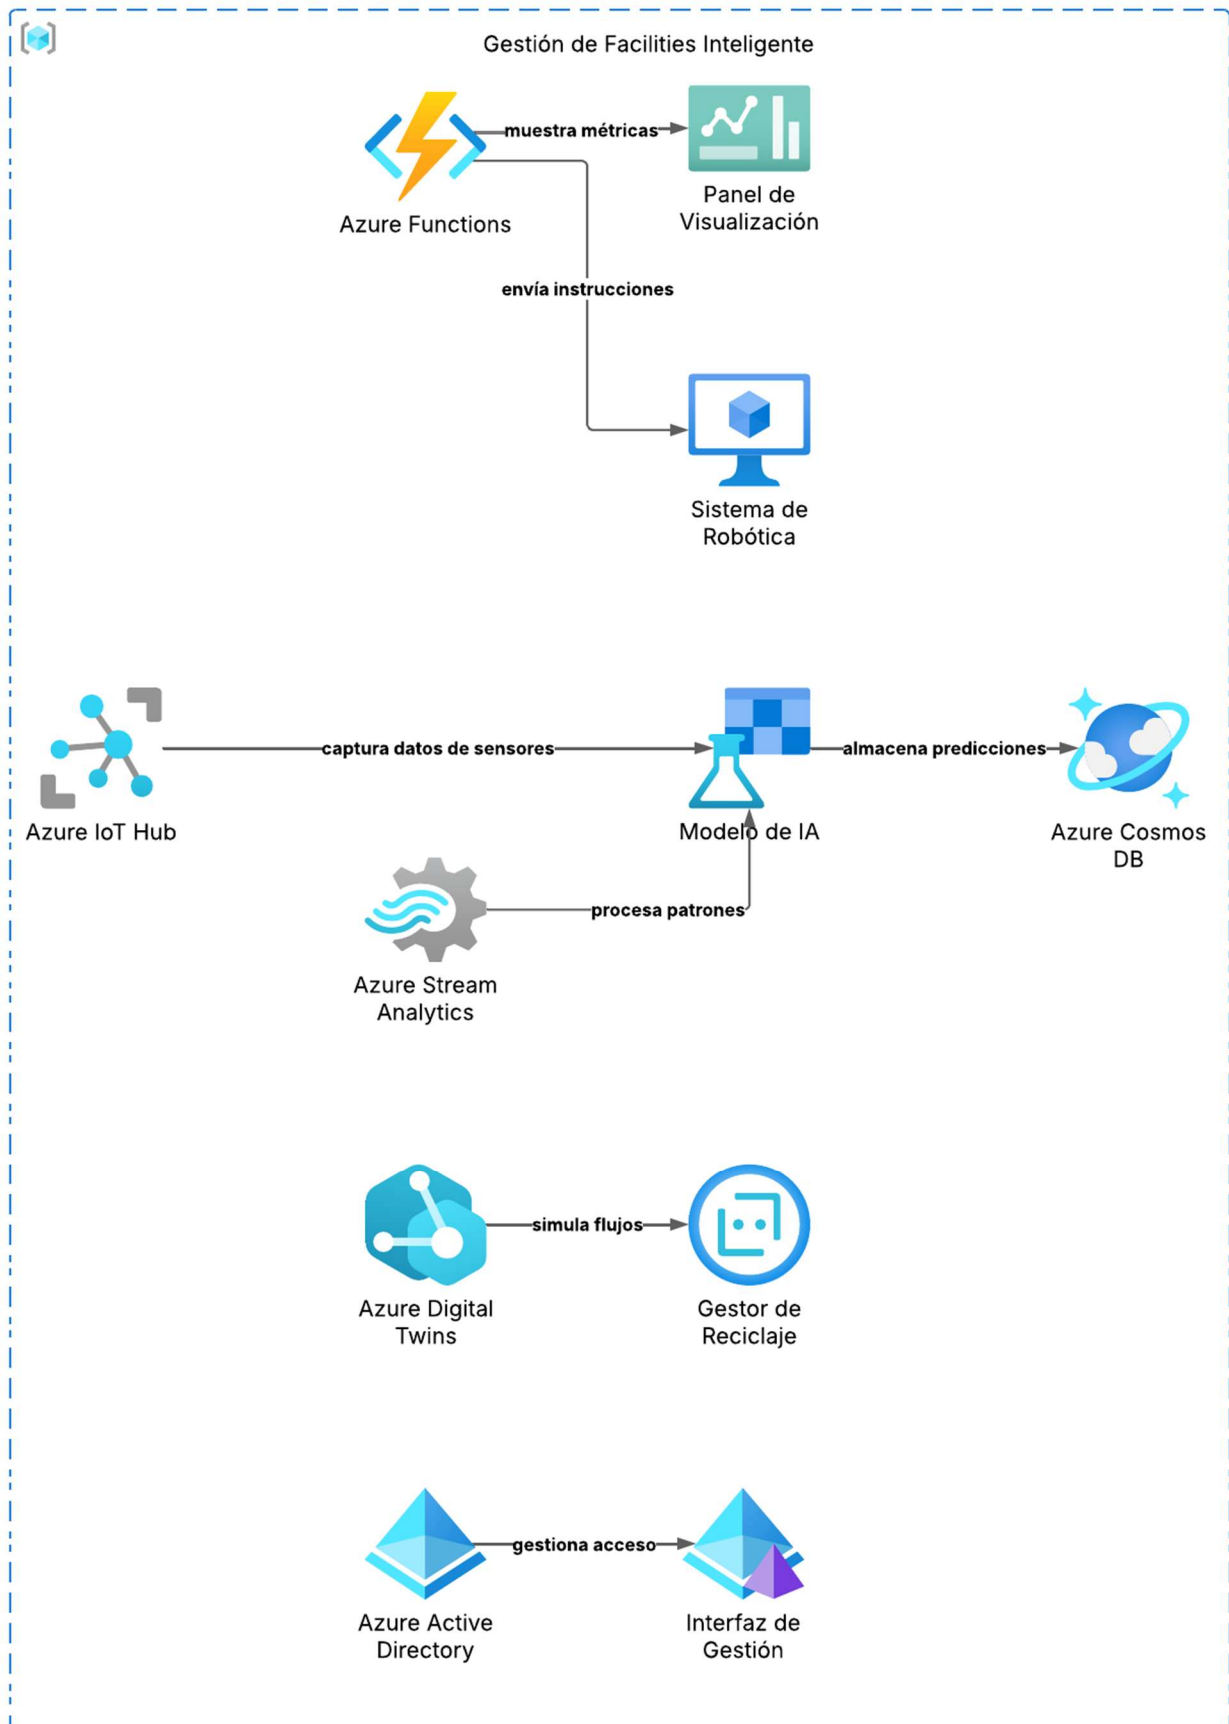 Gestión de Facilities Inteligente
muestra métricas
Azure Functions
Panel de
Visualización
envía instrucciones
Sistema de
Robótica
captura datos de sensores
almacena predicciones
Azure IoT Hub
Modelo de IA
Azure Cosmos
DB
procesa patrones
Azure Stream
Analytics
simula flujos
Azure Digital
Twins
Gestor de
Reciclaje
gestiona acceso
Azure Active
Directory
Interfaz de
Gestión